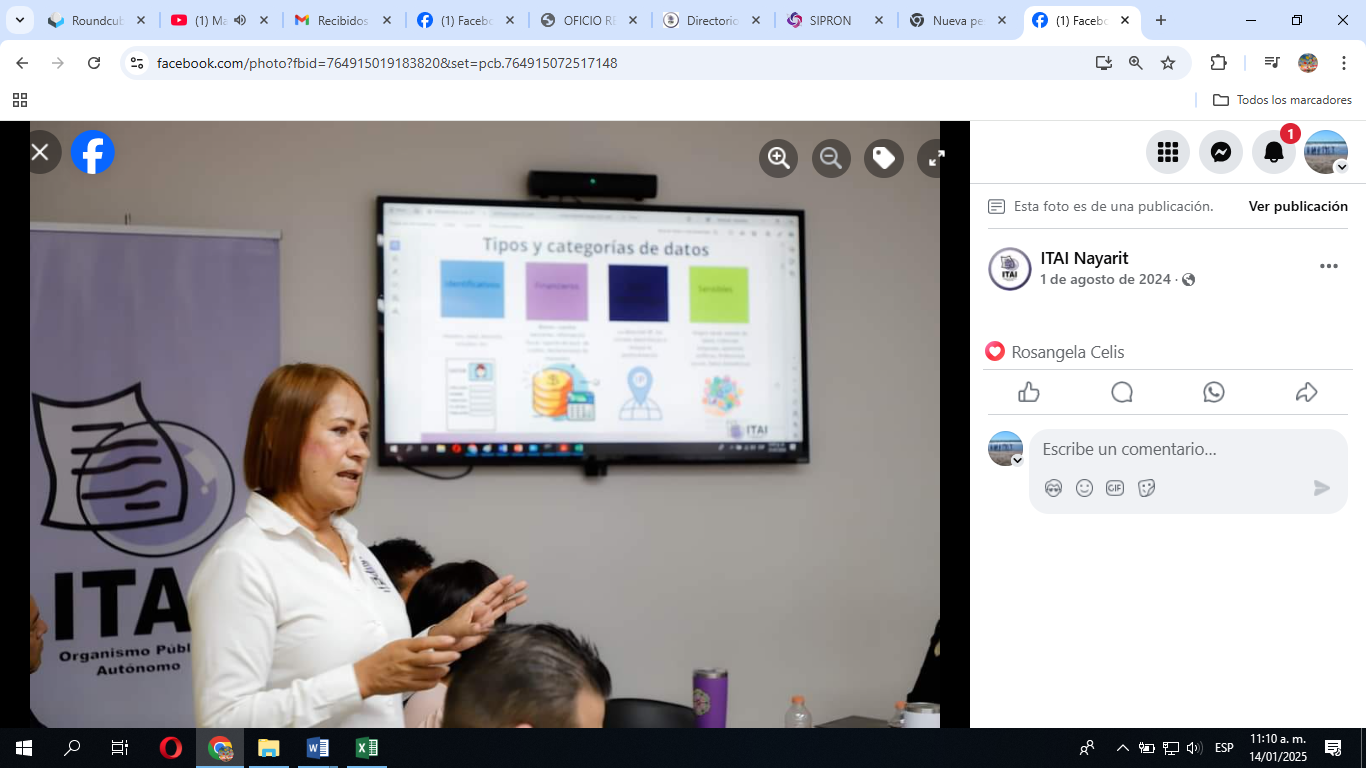 Roundcub
(1) Ma
Recibidos
(1) Facebo
OFICIO RE
Directorio
SIPRON
Nueva pe
(1) Facebo
facebook.com/photo?fbid=764915019183820&set=pcb.764915072517148
Todos los marcadores
1
Esta foto es de una publicación.
Ver publicación
ITAI Nayarit
1 de agosto de 2024
Rosangela Celis
Escribe un comentario...
GIF
Tipos y categorías de datos
Identificativos
Financieros
Sensibles
ITAI
ITA
Organismo Públ
Autónomo
ESP
11:10 a. m.
14/01/2025